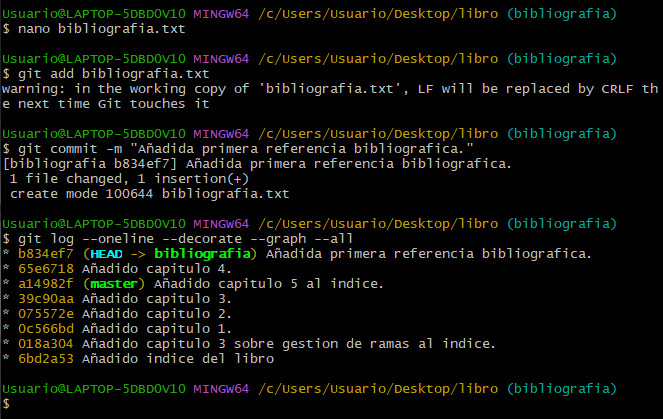 Usuario@LAPTOP-5DBD0V10 MINGW64 /c/Users/Usuario/Desktop/libro (bibliografia)
$ nano bibliografia.txt
Usuario@LAPTOP-5DBD0V10 MINGW64 /c/Users/Usuario/Desktop/libro (bibliografia)
$ git add bibliografia.txt
warning: in the working copy of 'bibliografia.txt', LF will be replaced by CRLF th
e next time Git touches it
Usuario@LAPTOP-5DBD0V10 MINGW64 /c/Users/Usuario/Desktop/libro (bibliografia)
$ git commit -m "Añadida primera referencia bibliografica."
[bibliografia b834ef7] Añadida primera referencia bibliografica.
 1 file changed, 1 insertion(+)
 create mode 100644 bibliografia.txt
Usuario@LAPTOP-5DBD0V10 MINGW64 /c/Users/Usuario/Desktop/libro (bibliografia)
$ git log --oneline --decorate --graph --all
* b834ef7 (HEAD -> bibliografia) Añadida primera referencia bibliografica.
* 65e6718 Añadido capitulo 4.
* a14982f (master) Añadido capitulo 5 al indice.
* 39c90aa Añadido capitulo 3.
* 075572e Añadido capitulo 2.
* 0c566bd Añadido capitulo 1.
* 018a304 Añadido capitulo 3 sobre gestion de ramas al indice.
* 6bd2a53 Añadido indice del libro
Usuario@LAPTOP-5DBD0V10 MINGW64 /c/Users/Usuario/Desktop/libro (bibliografia)
$